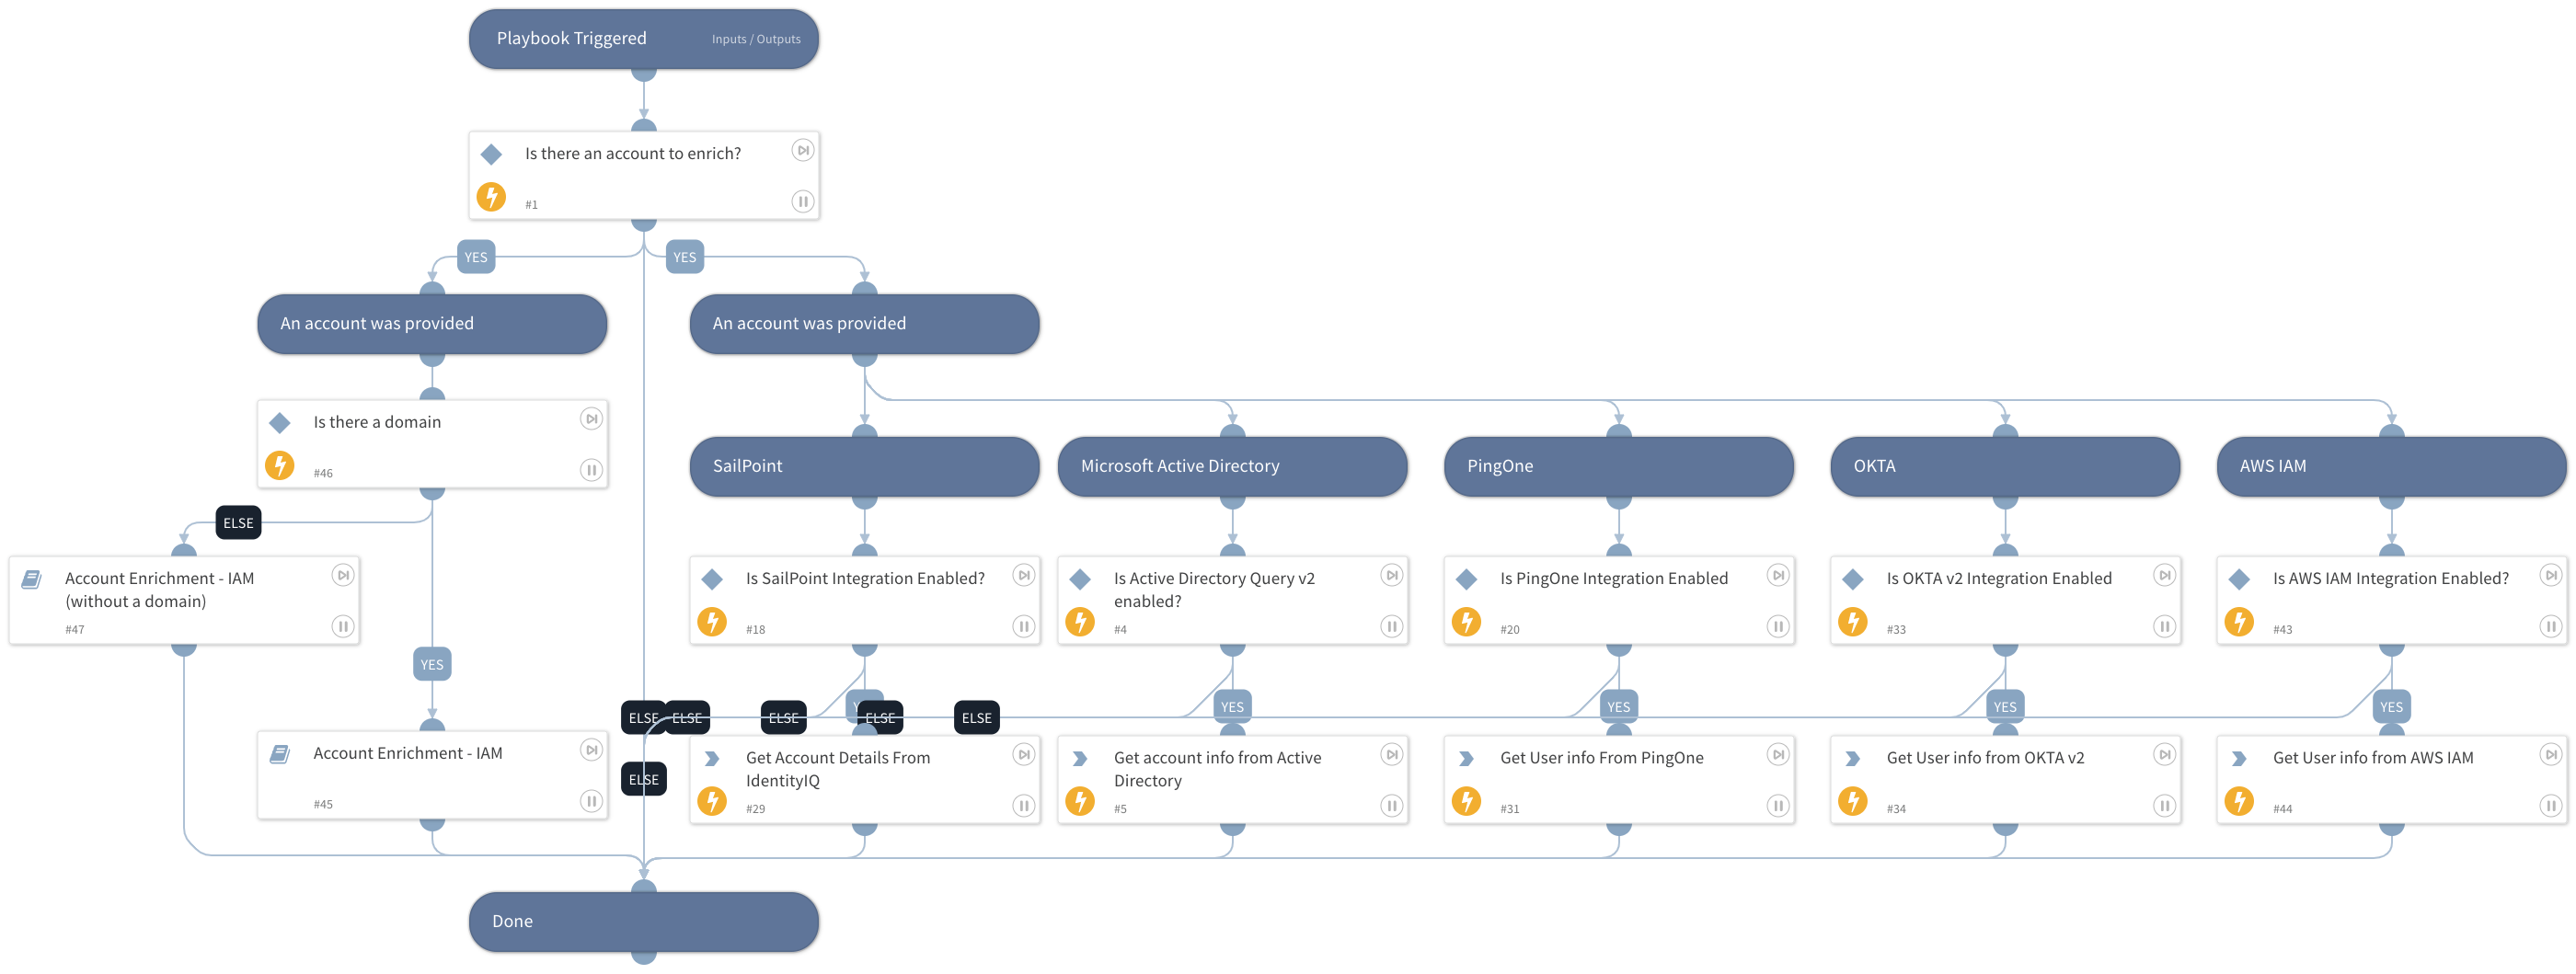 Playbook Triggered
Inputs / Outputs
Is there an account to enrich?
#1
YES
YES
An account was provided
An account was provided
Is there a domain
#46
SailPoint
Microsoft Active Directory
PingOne
OKTA
AWS IAM
ELSE
Account Enrichment - IAM
(without a domain)
#47
Is SailPoint Integration Enabled?
#18
Is Active Directory Query v2
enabled?
#4
Is PingOne Integration Enabled
#20
Is OKTA v2 Integration Enabled
#33
Is AWS IAM Integration Enabled?
#43
YES
ELSE
ELSE
ELSE
ELSE
ELSE
YES
YES
YES
YES
Account Enrichment - IAM
#45
ELSE
Get Account Details From
IdentityIQ
#29
Get account info from Active
Directory
#5
Get User info From PingOne
#31
Get User info from OKTA v2
#34
Get User info from AWS IAM
#44
Done